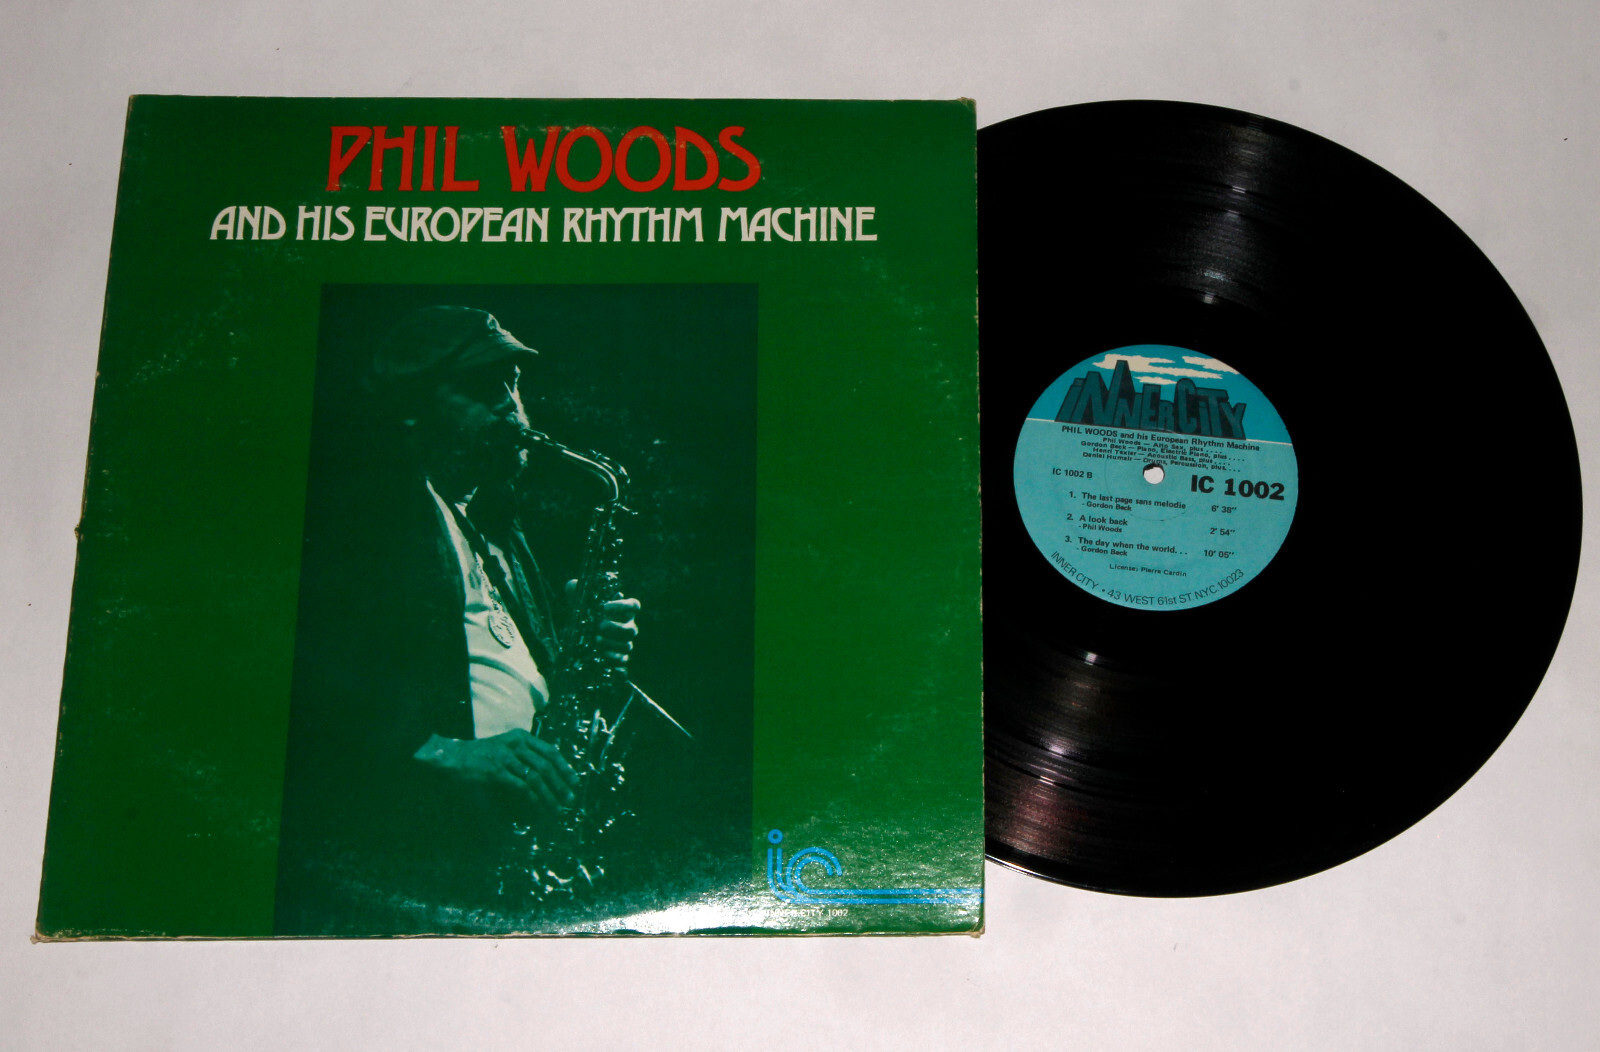 PHIL WOODS
AND HIS EUROPEAN RHYTHM MACHINE
ic
INNER CITY 1002
iNNER CiTY
PHIL WOODS and his European Rhythm Machine
Phil Woods — Alto Sax, plus . . . .
Gordon Beck — Piano, Electric Piano, plus . . . .
Henri Texier — Acoustic Bass, plus . . . .
Daniel Humair — Drums, Percussion, plus. . . .
IC 1002 B
IC 1002
1. The last page sans melodie 6' 38"
- Gordon Beck
2. A look back 2' 54"
- Phil Woods
3. The day when the world. . . 10' 05"
- Gordon Beck
License: Pierre Cardin
INNER CITY • 43 WEST 61st ST NYC. 10023